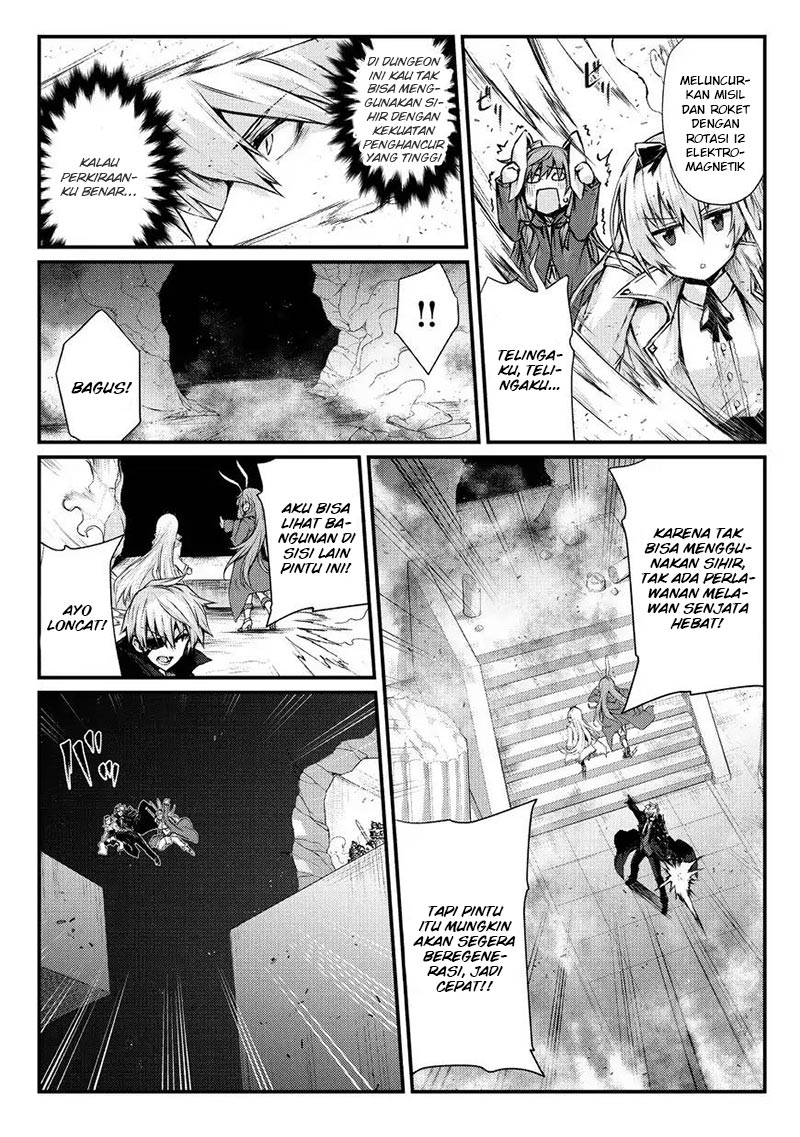 MELUNCUR-
KAN MISIL
DAN ROKET
DENGAN
ROTASI 12
ELEKTRO-
MAGNETIK
TELINGA-
KU, TELI-
NGAKU...
DI DUNGEON
INI KAU TAK
BISA MENG-
GUNAKAN SI-
HIR DENGAN
KEKUATAN
PENGHANCUR
YANG TINGGI
KALAU
PERKIRAAN-
KU BENAR...
!!
BAGUS!
KARENA TAK
BISA MENGGU-
NAKAN SIHIR,
TAK ADA PERLA-
WANAN MELA-
WAN SENJATA
HEBAT!
TAPI PINTU
ITU MUNGKIN
AKAN SEGERA
BEREGENE-
RASI, JADI
CEPAT!!
AKU BISA
LIHAT BA-
NGUNAN DI
SISI LAIN
PINTU INI!
AYO
LONCAT!
バッ